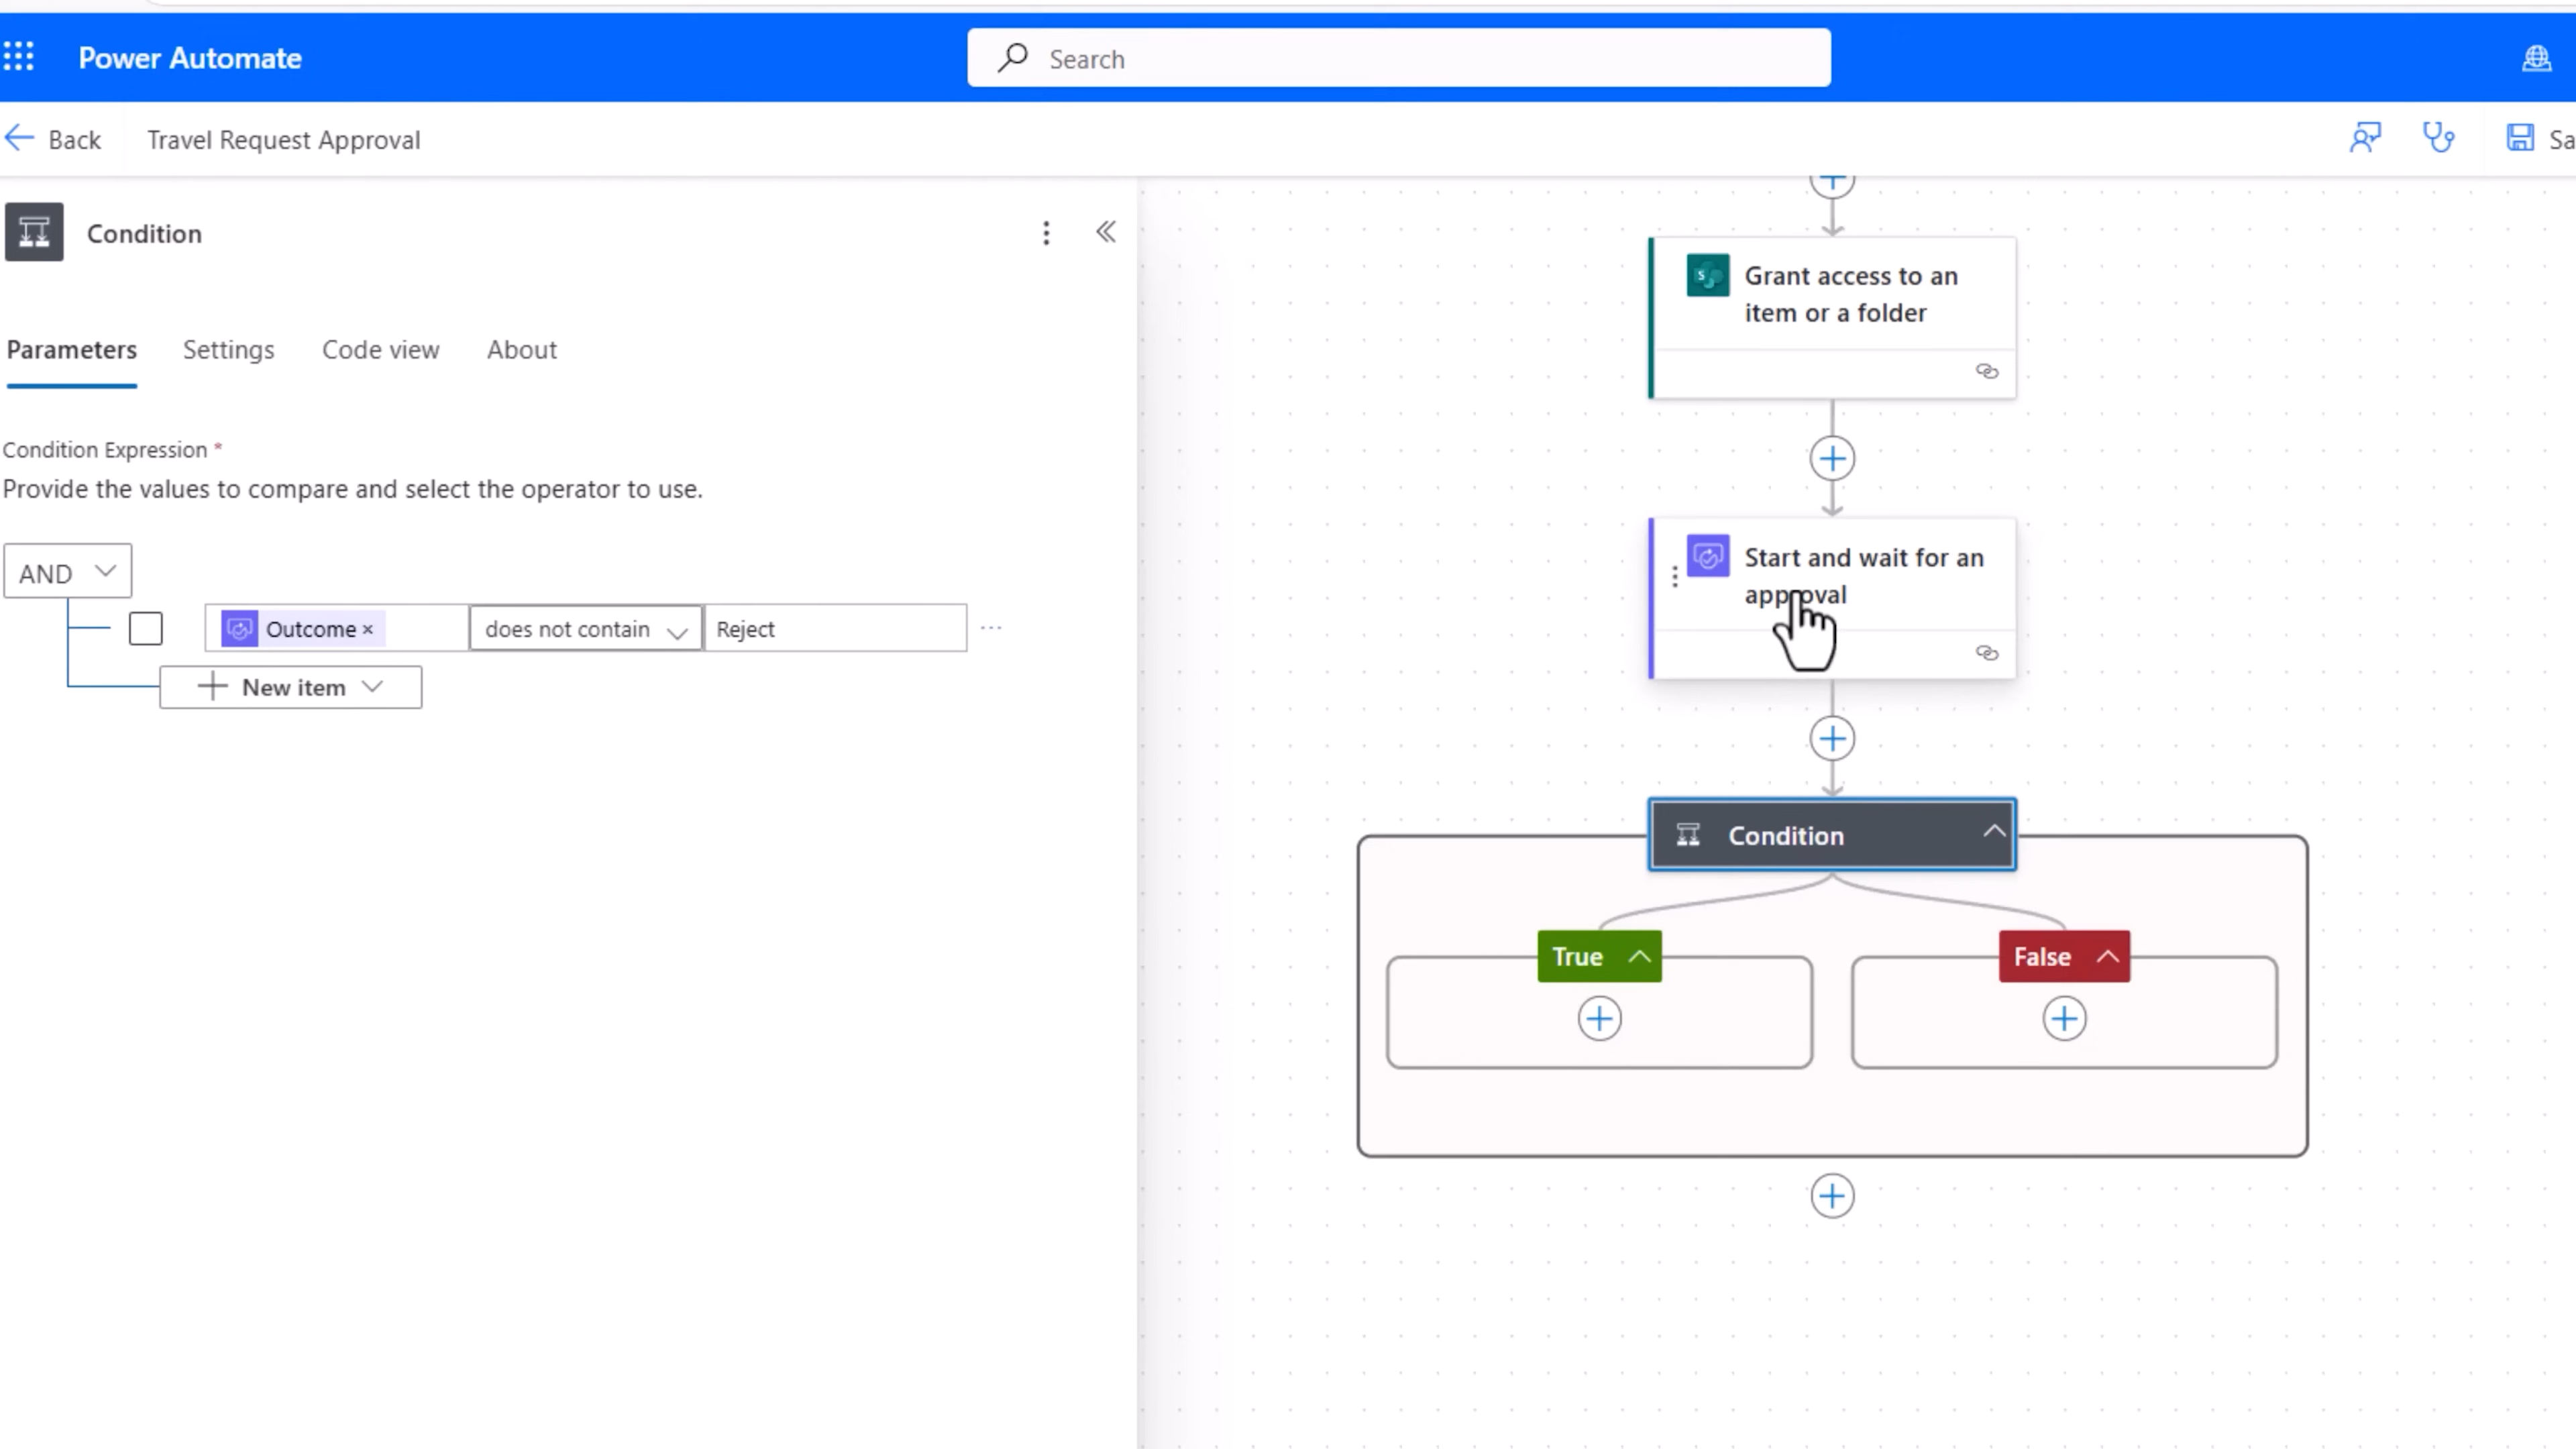 Power Automate
Search
Back
Travel Request Approval
Sa
Condition
Parameters
Settings
Code view
About
Condition Expression *
Provide the values to compare and select the operator to use.
AND
Outcome ×
does not contain
Reject
...
New item
Grant access to an
item or a folder
Start and wait for an
approval
Condition
True
False